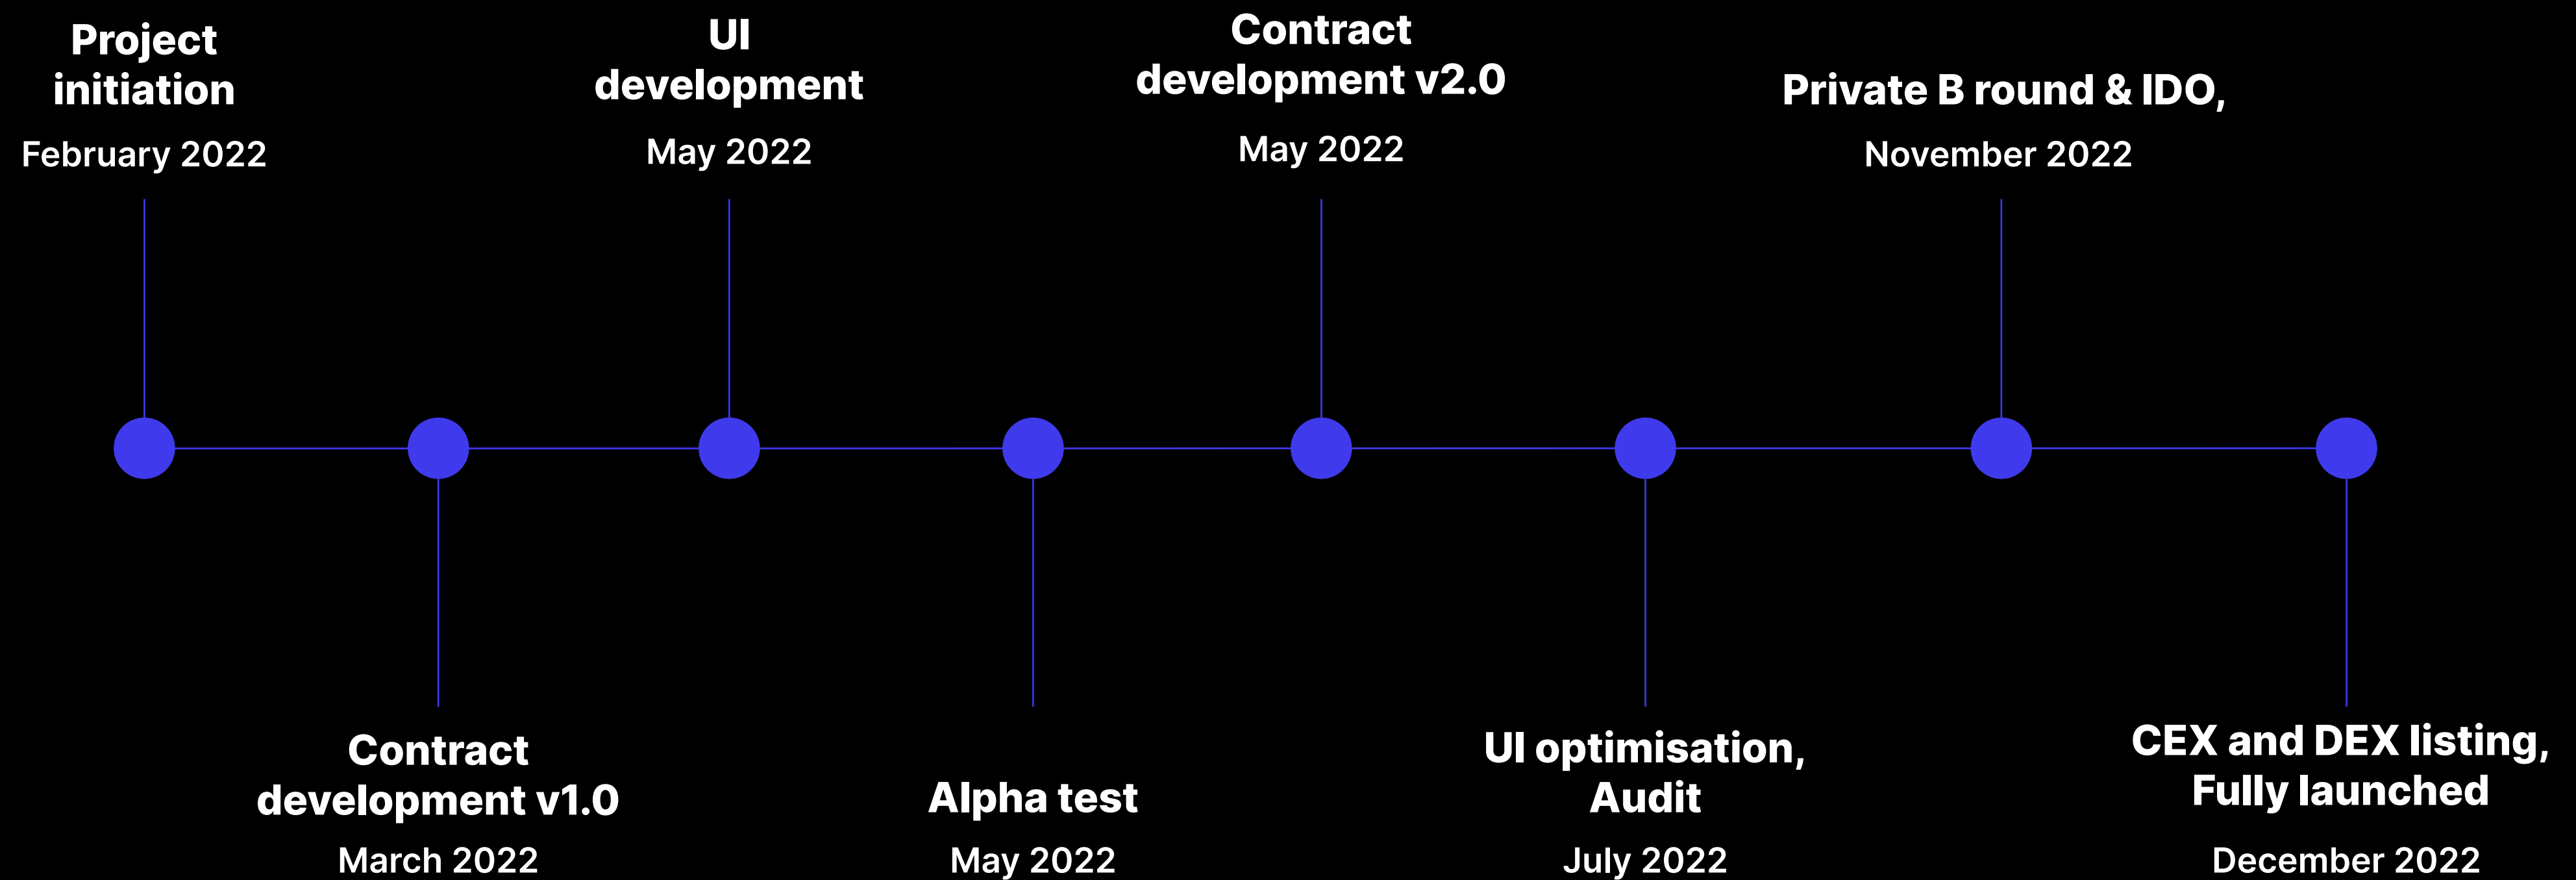 Project
initiation
February 2022
Contract
development v1.0
March 2022
UI
development
May 2022
Alpha test
May 2022
Contract
development v2.0
May 2022
UI optimisation,
Audit
July 2022
Private B round & IDO,
November 2022
CEX and DEX listing,
Fully launched
December 2022